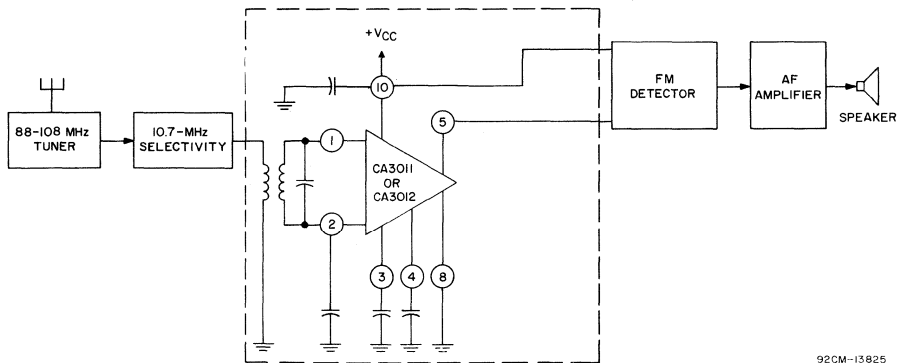 +VCC
10
FM
DETECTOR
AF
AMPLIFIER
SPEAKER
88-108 MHz
TUNER
10.7-MHz
SELECTIVITY
1
5
CA3011
OR
CA3012
2
3
4
8
92CM-13825